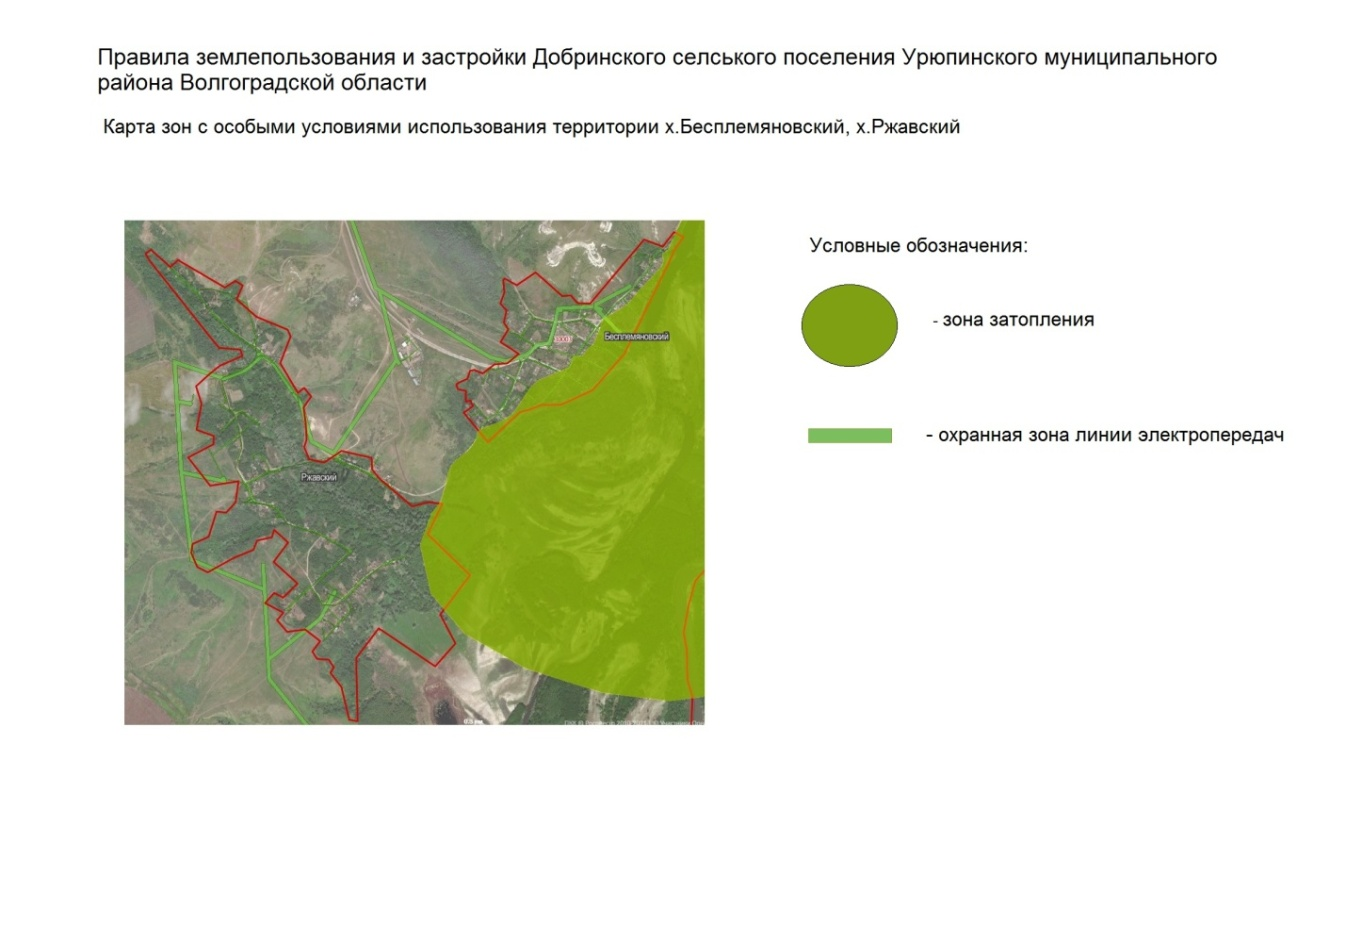 Правила землепользования и застройки Добринского селського поселения Урюпинского муниципального
района Волгоградской области
Карта зон с особыми условиями использования территории х.Бесплемяновский, х.Ржавский
Условные обозначения:
- зона затопления
Бесплемяновский
- охранная зона линии электропередач
Ржавский